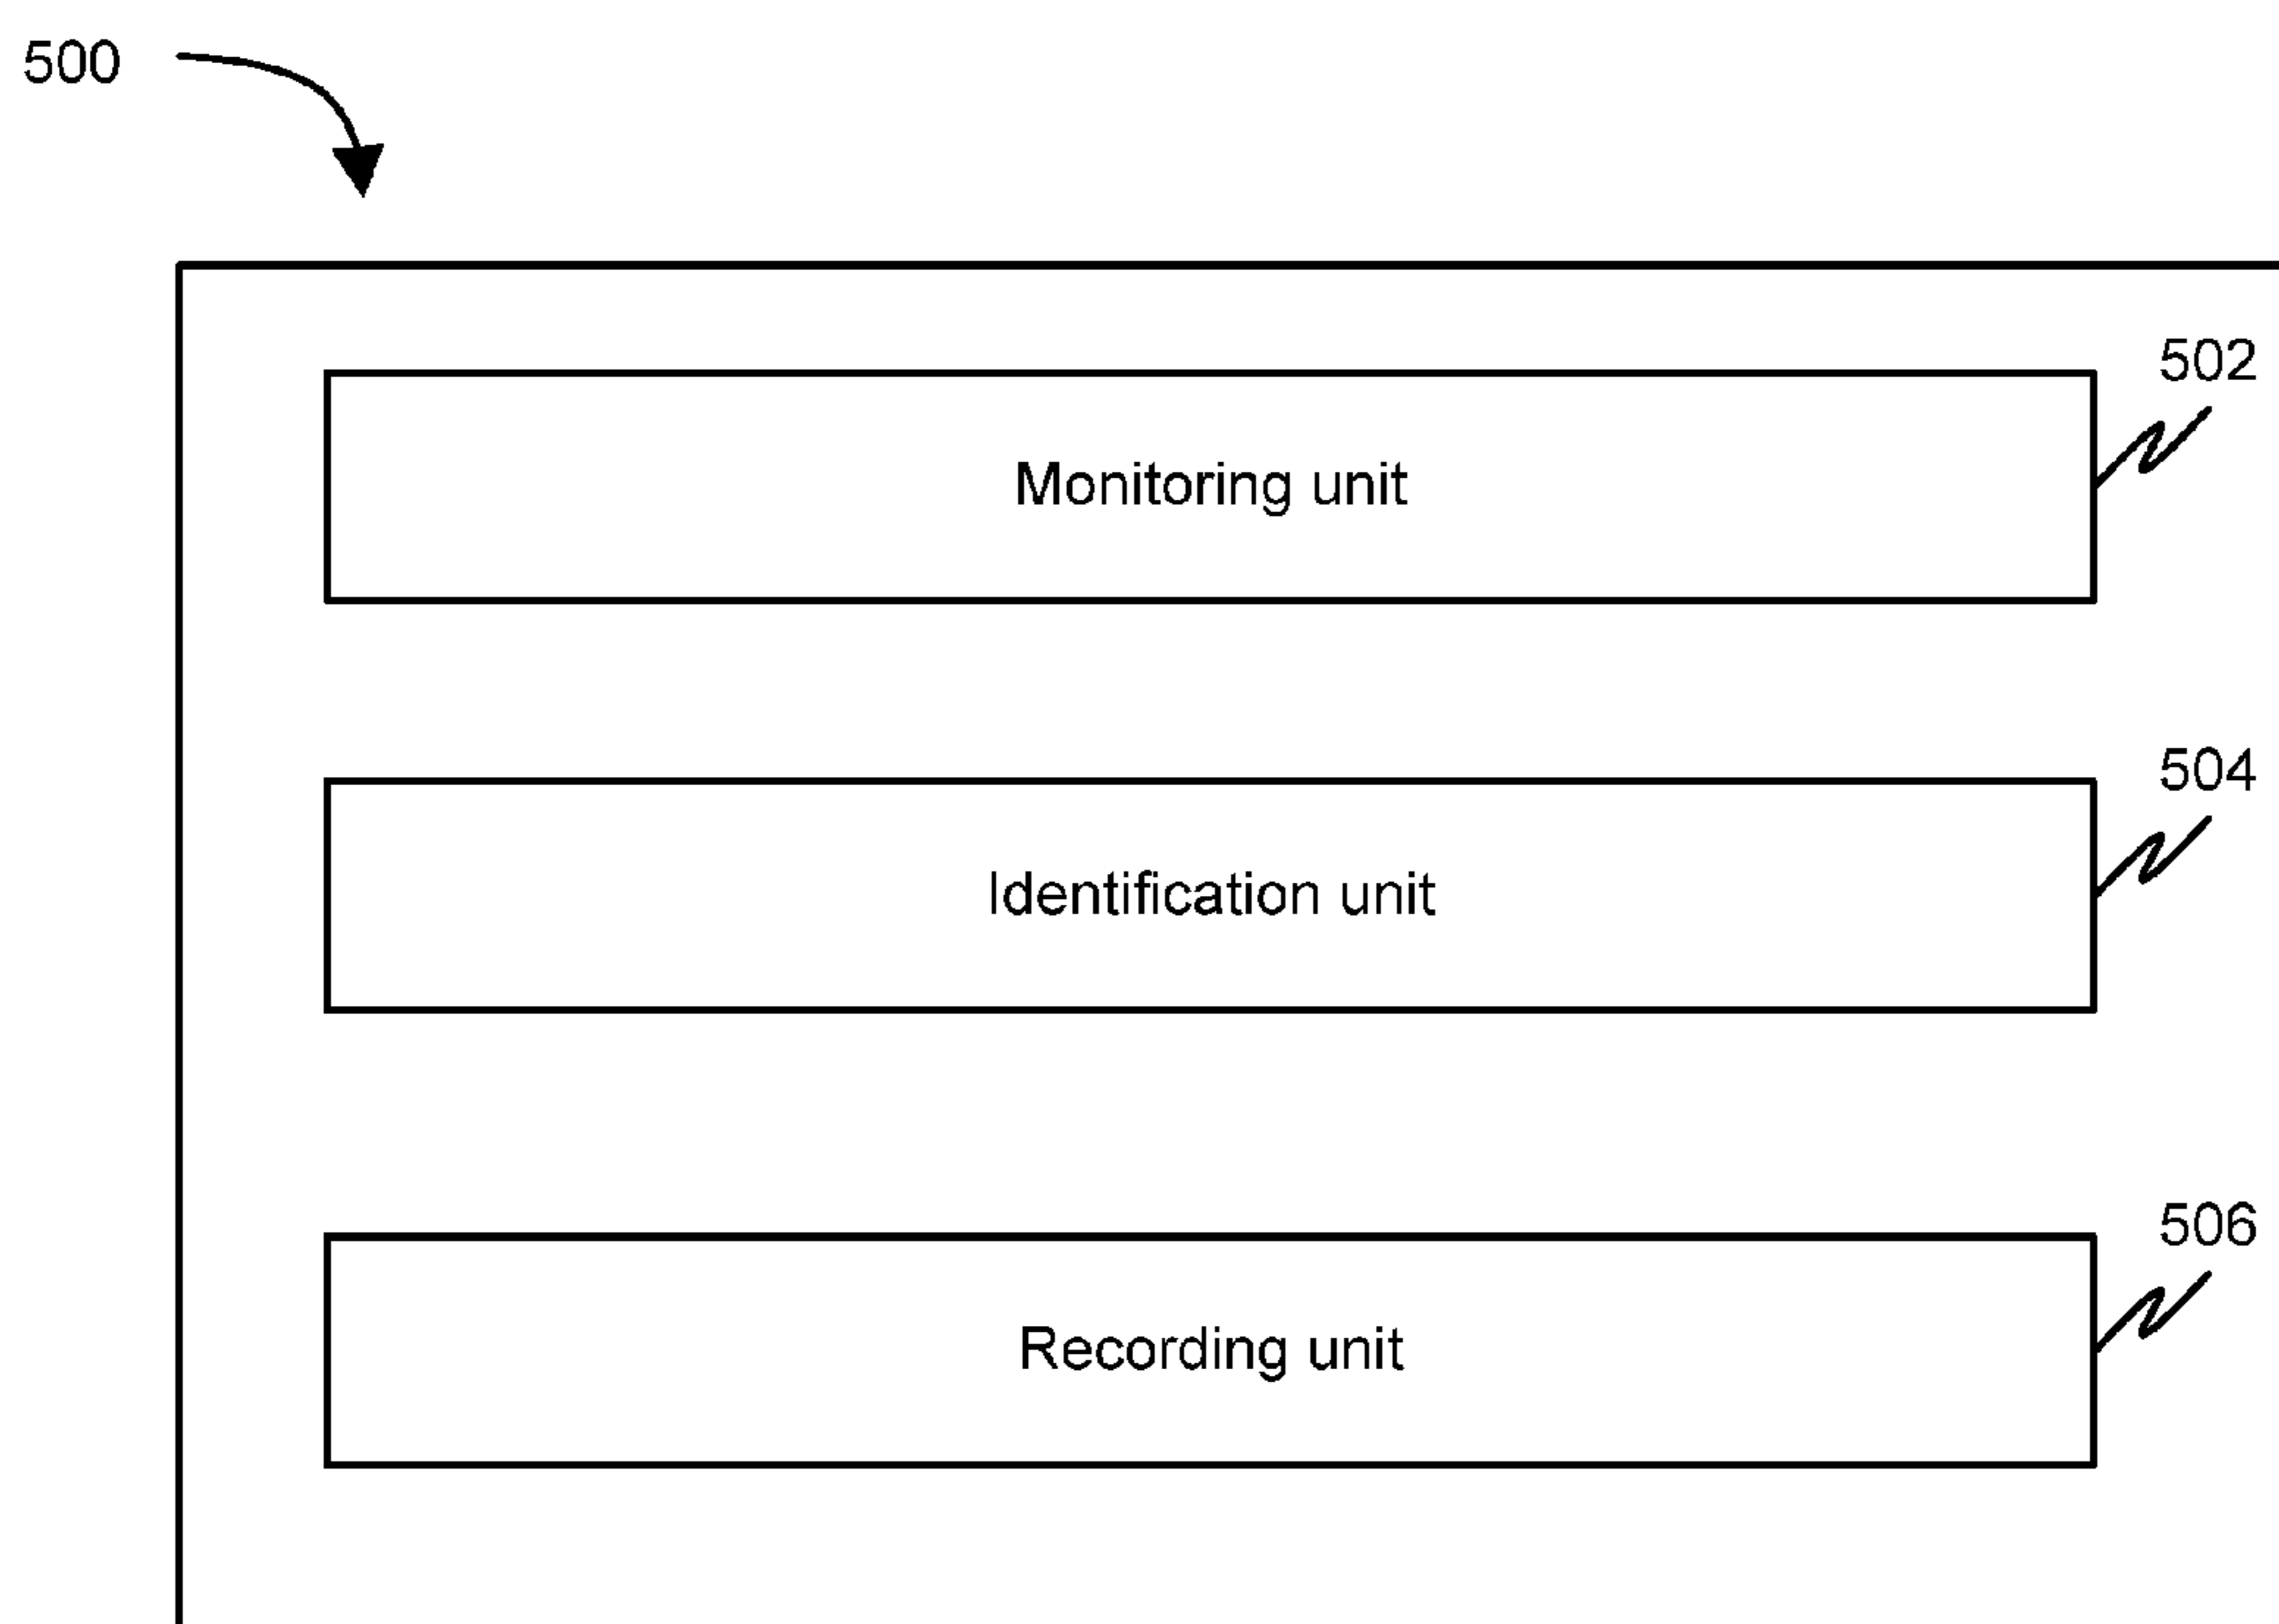 500
502
Monitoring unit
504
Identification unit
506
Recording unit